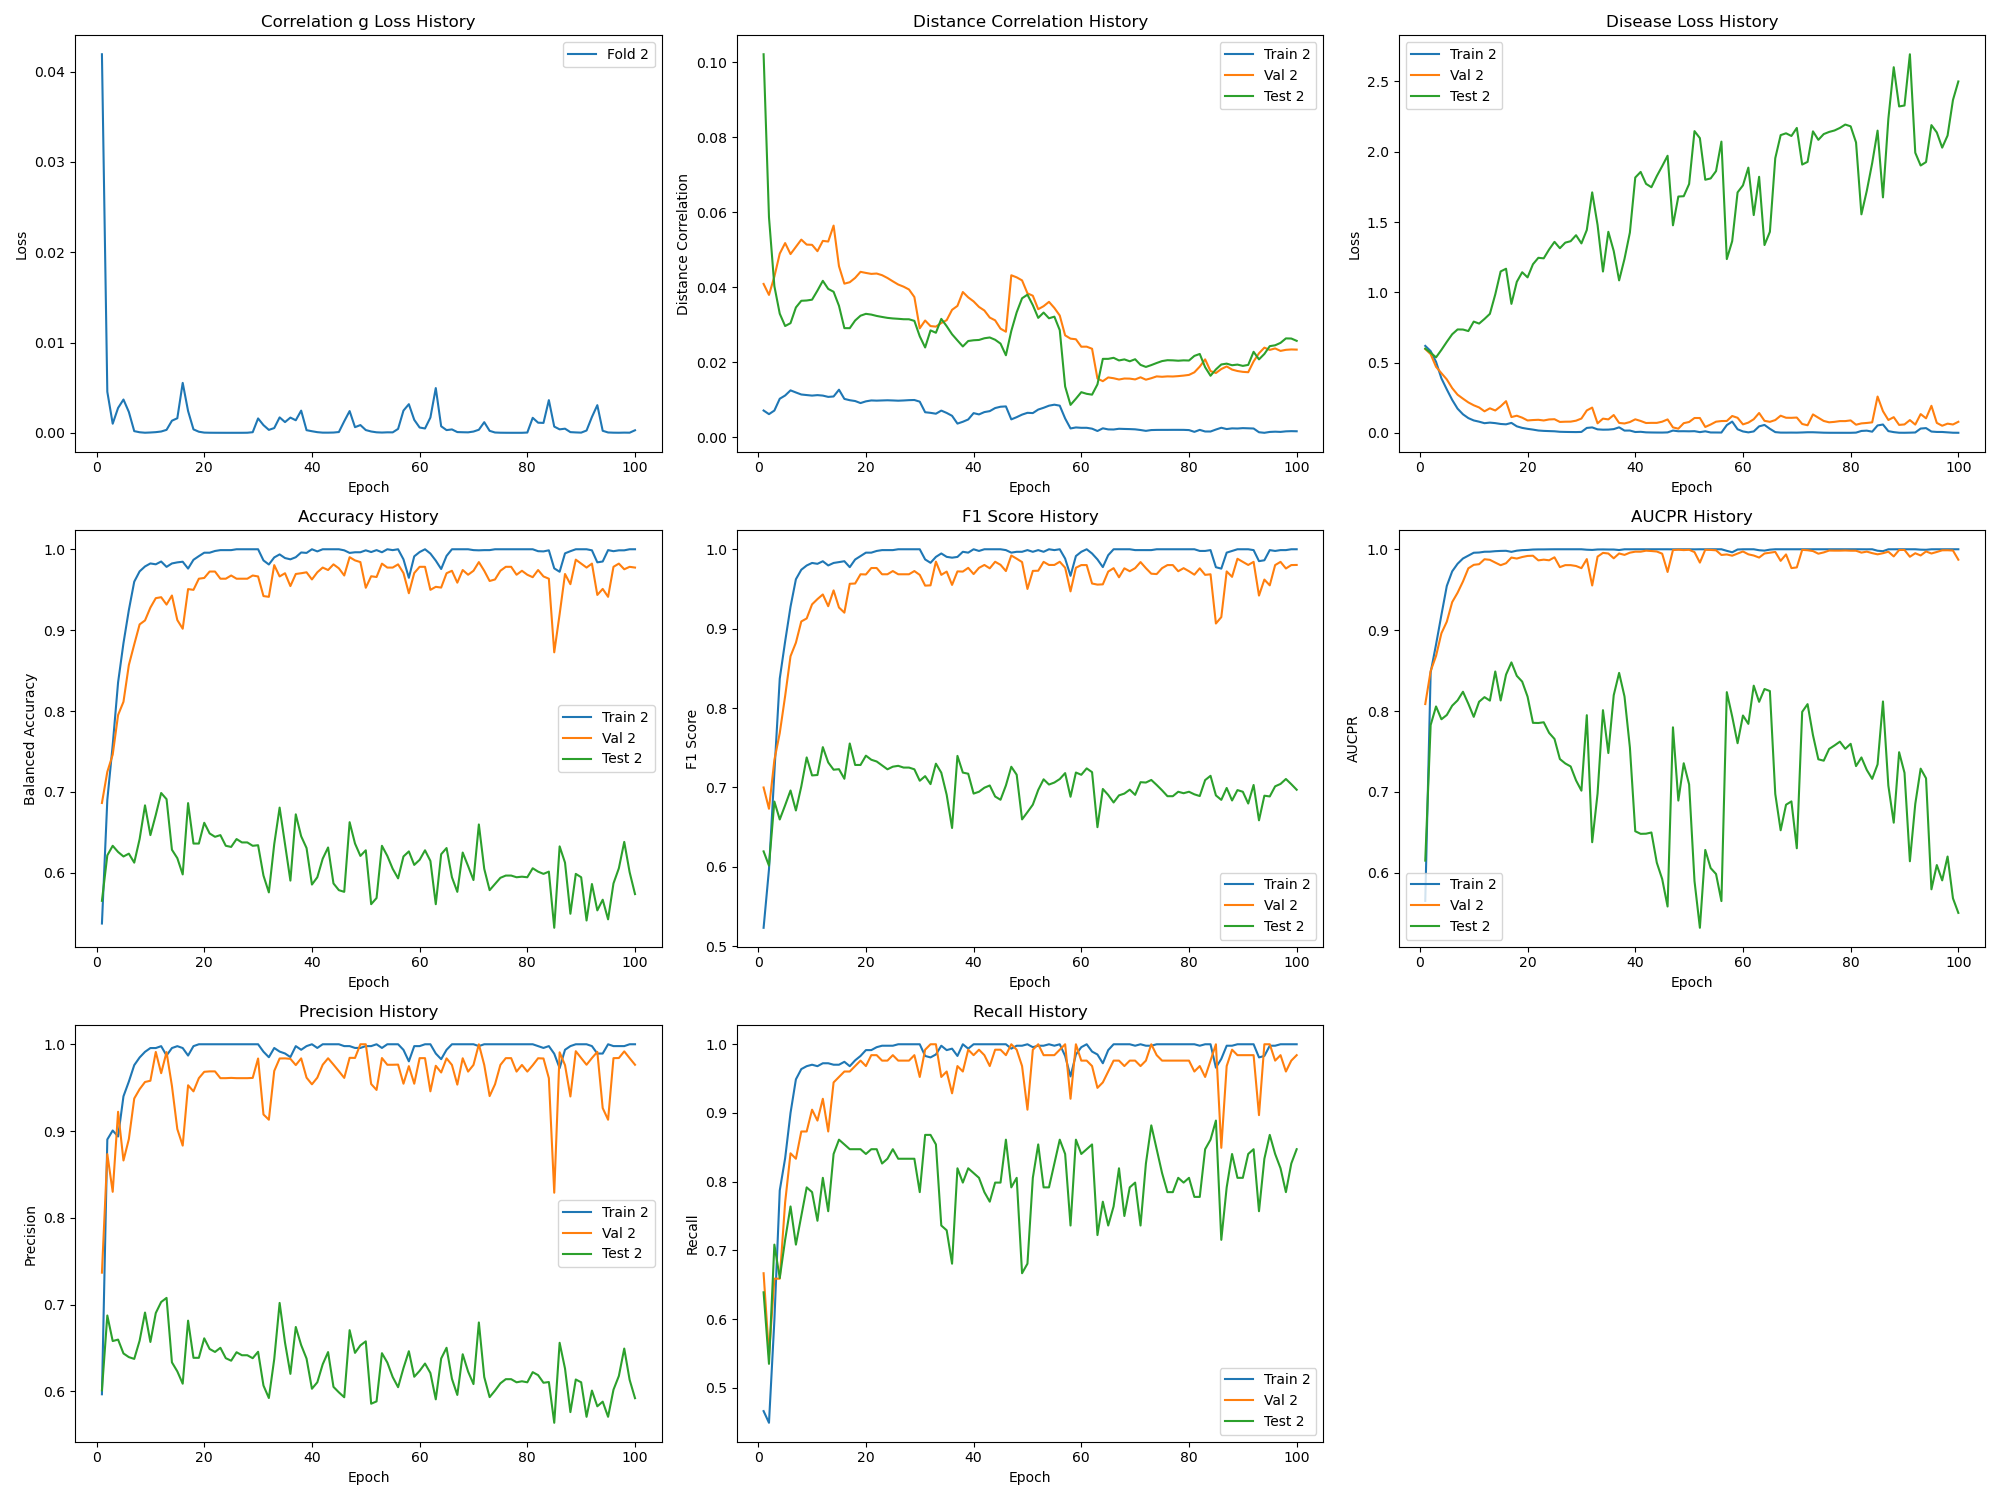 Correlation g Loss History
Loss
0.04
0.03
0.02
0.01
0.00
0 20 40 60 80 100
Epoch
Fold 2
Distance Correlation History
Distance Correlation
0.10
0.08
0.06
0.04
0.02
0.00
0 20 40 60 80 100
Epoch
Train 2
Val 2
Test 2
Disease Loss History
Loss
2.5
2.0
1.5
1.0
0.5
0.0
0 20 40 60 80 100
Epoch
Train 2
Val 2
Test 2
Accuracy History
Balanced Accuracy
1.0
0.9
0.8
0.7
0.6
0 20 40 60 80 100
Epoch
Train 2
Val 2
Test 2
F1 Score History
F1 Score
1.0
0.9
0.8
0.7
0.6
0.5
0 20 40 60 80 100
Epoch
Train 2
Val 2
Test 2
AUCPR History
AUCPR
1.0
0.9
0.8
0.7
0.6
0 20 40 60 80 100
Epoch
Train 2
Val 2
Test 2
Precision History
Precision
1.0
0.9
0.8
0.7
0.6
0 20 40 60 80 100
Epoch
Train 2
Val 2
Test 2
Recall History
Recall
1.0
0.9
0.8
0.7
0.6
0.5
0 20 40 60 80 100
Epoch
Train 2
Val 2
Test 2